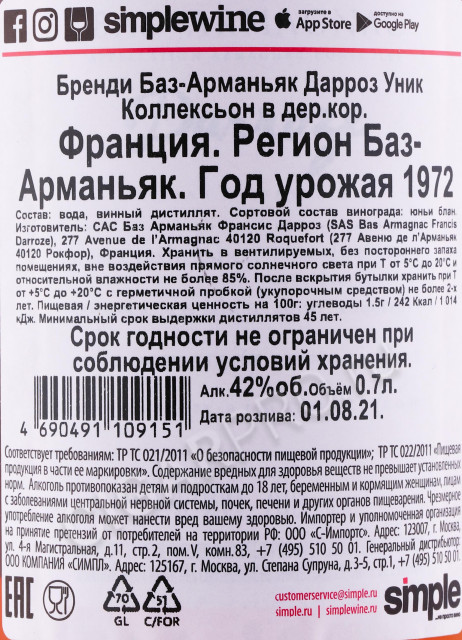 simplewine
загрузите в
App Store
доступно на
Google Play
Бренди Баз-Арманьяк Дарроз Уник
Коллексьон в дер.кор.
Франция. Регион Баз-
Арманьяк. Год урожая 1972
Состав: вода, винный дистиллят. Сортовой состав винограда: юньи блан.
Изготовитель: САС Баз Арманьяк Франсис Дарроз (SAS Bas Armagnac Francis
Darroze), 277 Avenue de l'Armagnac 40120 Roquefort (277 Авеню де л'Арманьяк
40120 Рокфор), Франция. Хранить в вентилируемых, без постороннего запаха
помещениях, вне воздействия прямого солнечного света при Т от 5°С до 20°С и
относительной влажности не более 85%. После вскрытия бутылки хранить при Т
от +5°С до +20°С с герметичной пробкой (укупорочным средством) не более 2-х
лет. Пищевая / энергетическая ценность на 100г: углеводы 1.5г / 242 Ккал / 1 014
кДж. Минимальный срок выдержки дистиллятов 45 лет.
Срок годности не ограничен при
соблюдении условий хранения.
Алк.42%об.Объём 0.7л.
Дата розлива: 01.08.21.
4 690491 109151
Соответствие требованиям: ТР ТС 021/2011 «О безопасности пищевой продукции»; ТР ТС 022/2011 «Пищевая
продукция в части ее маркировки». Содержание вредных для здоровья веществ не превышает установленных
норм. Алкоголь противопоказан детям и подросткам до 18 лет, беременным и кормящим женщинам, лицам
с заболеваниями центральной нервной системы, почек, печени и других органов пищеварения. Чрезмерное
употребление алкоголя может нанести вред вашему здоровью. Импортер и уполномоченная организация
на принятие претензий от потребителей на территории РФ: ООО «С-Импортс». Адрес: 123007, г. Москва,
ул. 4-я Магистральная, д.11, стр.2, пом.V, комн.83, +7 (495) 510 50 01. Генеральный дистрибьютор:
ООО «Компания «СИМПЛ». Адрес: 125167, г. Москва, ул. Степана Супруна, д.3-5, стр.1, +7 (495) 510 50 01.
EAC
70
GL
51
C/FOR
customerservice@simple.ru
simple.ru | simplewine.ru
simple